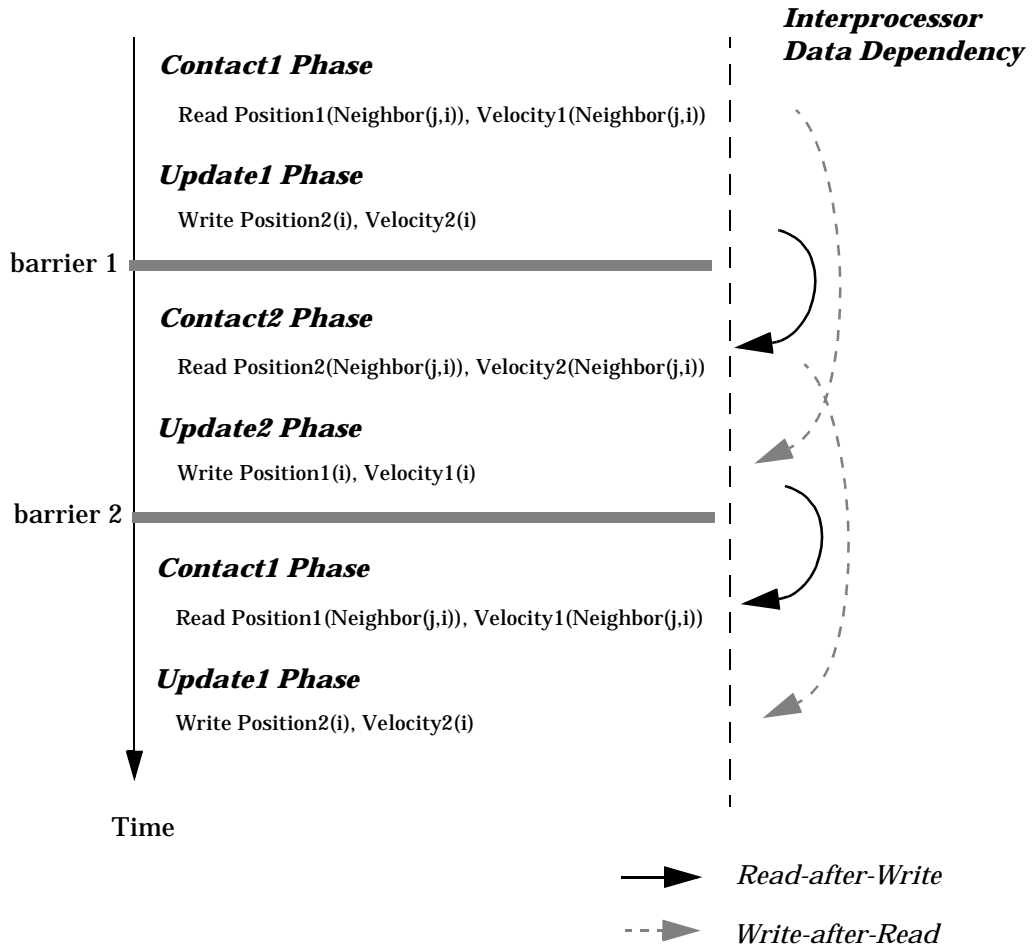 Interprocessor
Data Dependency
Contact1 Phase
Read Position1(Neighbor(j,i)), Velocity1(Neighbor(j,i))
Update1 Phase
Write Position2(i), Velocity2(i)
barrier 1
Contact2 Phase
Read Position2(Neighbor(j,i)), Velocity2(Neighbor(j,i))
Update2 Phase
Write Position1(i), Velocity1(i)
barrier 2
Contact1 Phase
Read Position1(Neighbor(j,i)), Velocity1(Neighbor(j,i))
Update1 Phase
Write Position2(i), Velocity2(i)
Time
Read-after-Write
Write-after-Read